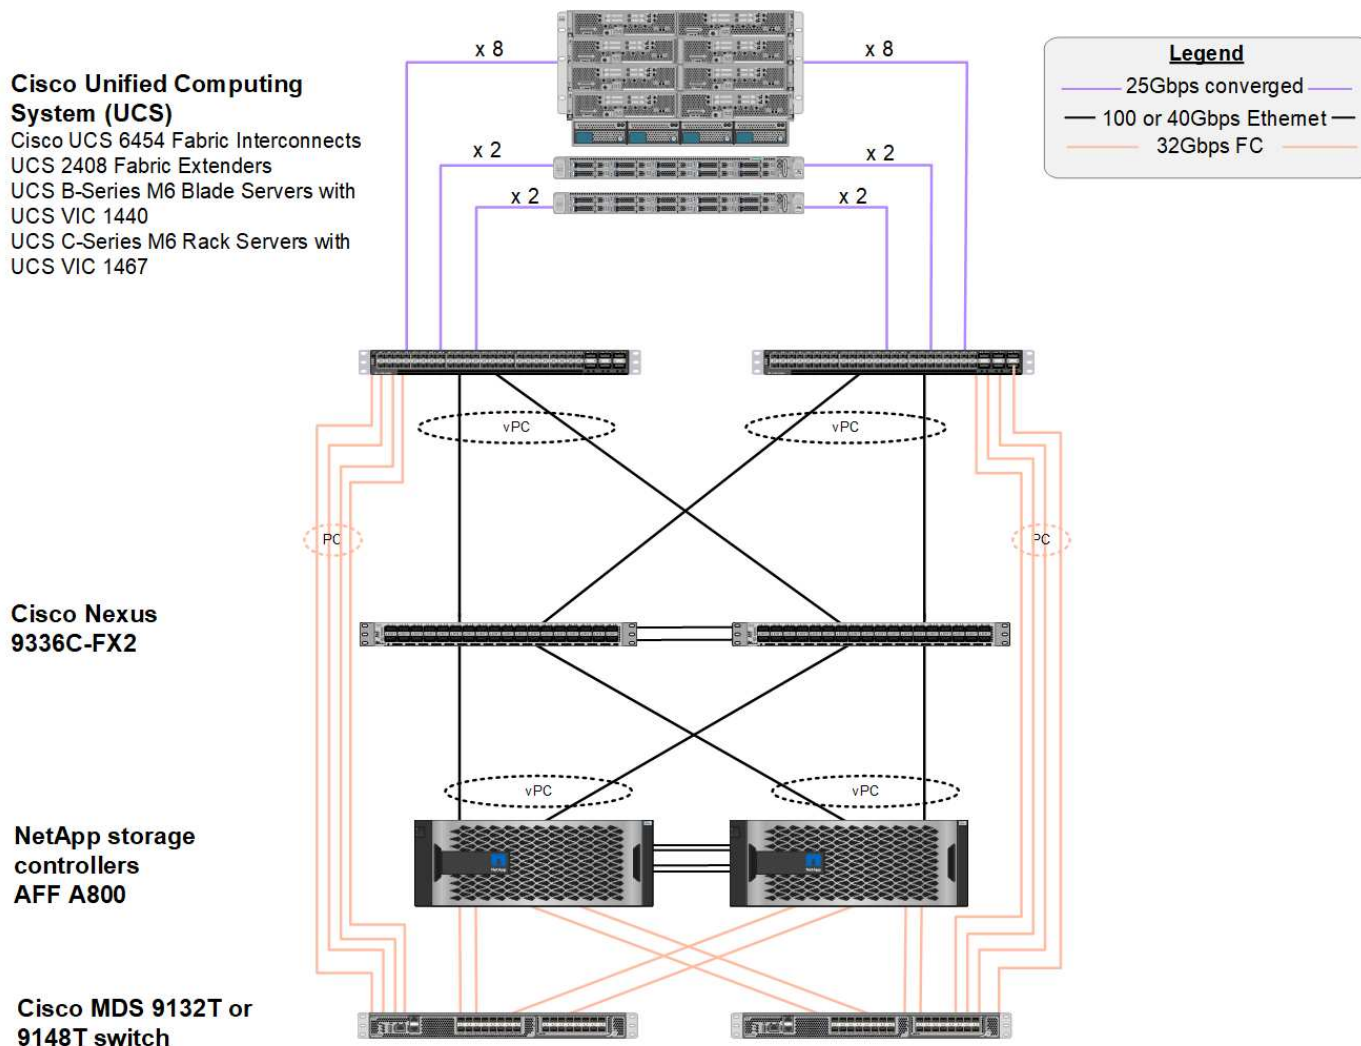 x 8
x 8
Legend
25Gbps converged
100 or 40Gbps Ethernet
32Gbps FC
Cisco Unified Computing
System (UCS)
Cisco UCS 6454 Fabric Interconnects
UCS 2408 Fabric Extenders
UCS B-Series M6 Blade Servers with
UCS VIC 1440
UCS C-Series M6 Rack Servers with
UCS VIC 1467
x 2
x 2
x 2
x 2
vPC
vPC
PC
PC
Cisco Nexus
9336C-FX2
vPC
vPC
NetApp storage
controllers
AFF A800
NetApp
NetApp
Cisco MDS 9132T or
9148T switch